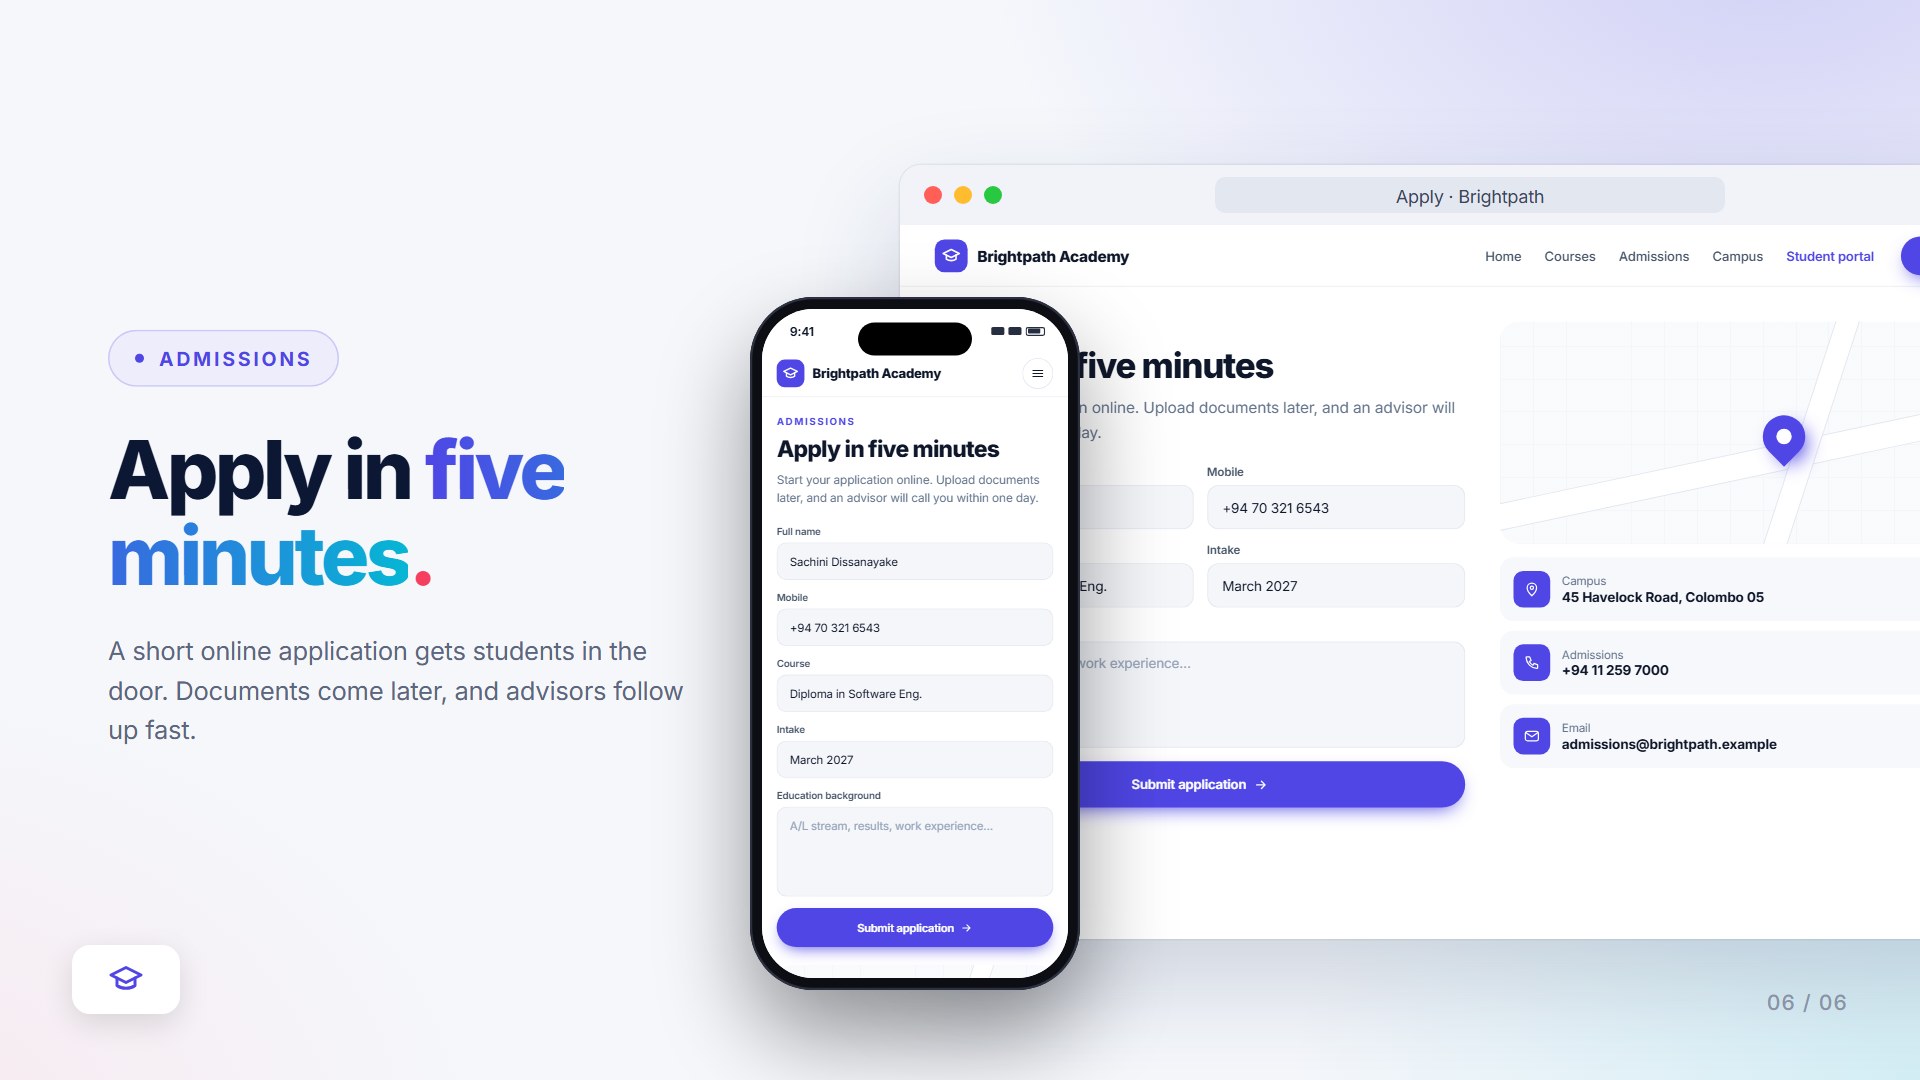 ADMISSIONS
Apply in five
minutes.
A short online application gets students in the
door. Documents come later, and advisors follow
up fast.
9:41
Brightpath Academy
ADMISSIONS
Apply in five minutes
Start your application online. Upload documents
later, and an advisor will call you within one day.
Full name
Sachini Dissanayake
Mobile
+94 70 321 6543
Course
Diploma in Software Eng.
Intake
March 2027
Education background
A/L stream, results, work experience...
Submit application →
Apply · Brightpath
Brightpath Academy
Home Courses Admissions Campus Student portal
five minutes
online. Upload documents later, and an advisor will
Mobile
+94 70 321 6543
Intake
Eng. March 2027
work experience...
Submit application →
Campus
45 Havelock Road, Colombo 05
Admissions
+94 11 259 7000
Email
admissions@brightpath.example
06 / 06